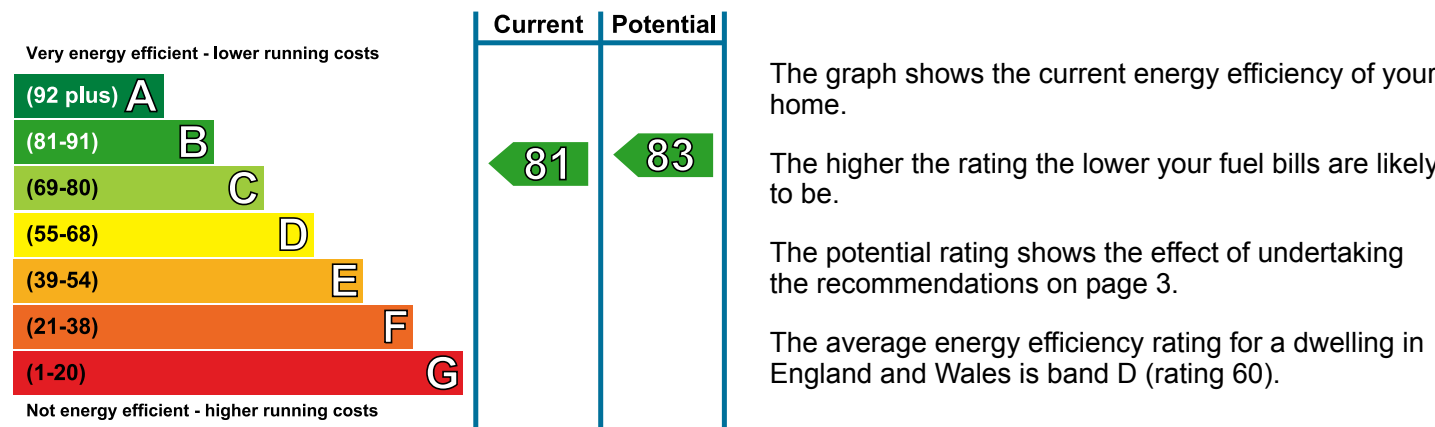 Current Potential
Very energy efficient - lower running costs
(92 plus) A
(81-91) B
(69-80) C
(55-68) D
(39-54) E
(21-38) F
(1-20) G
Not energy efficient - higher running costs
81 83
The graph shows the current energy efficiency of your
home.
The higher the rating the lower your fuel bills are likely
to be.
The potential rating shows the effect of undertaking
the recommendations on page 3.
The average energy efficiency rating for a dwelling in
England and Wales is band D (rating 60).